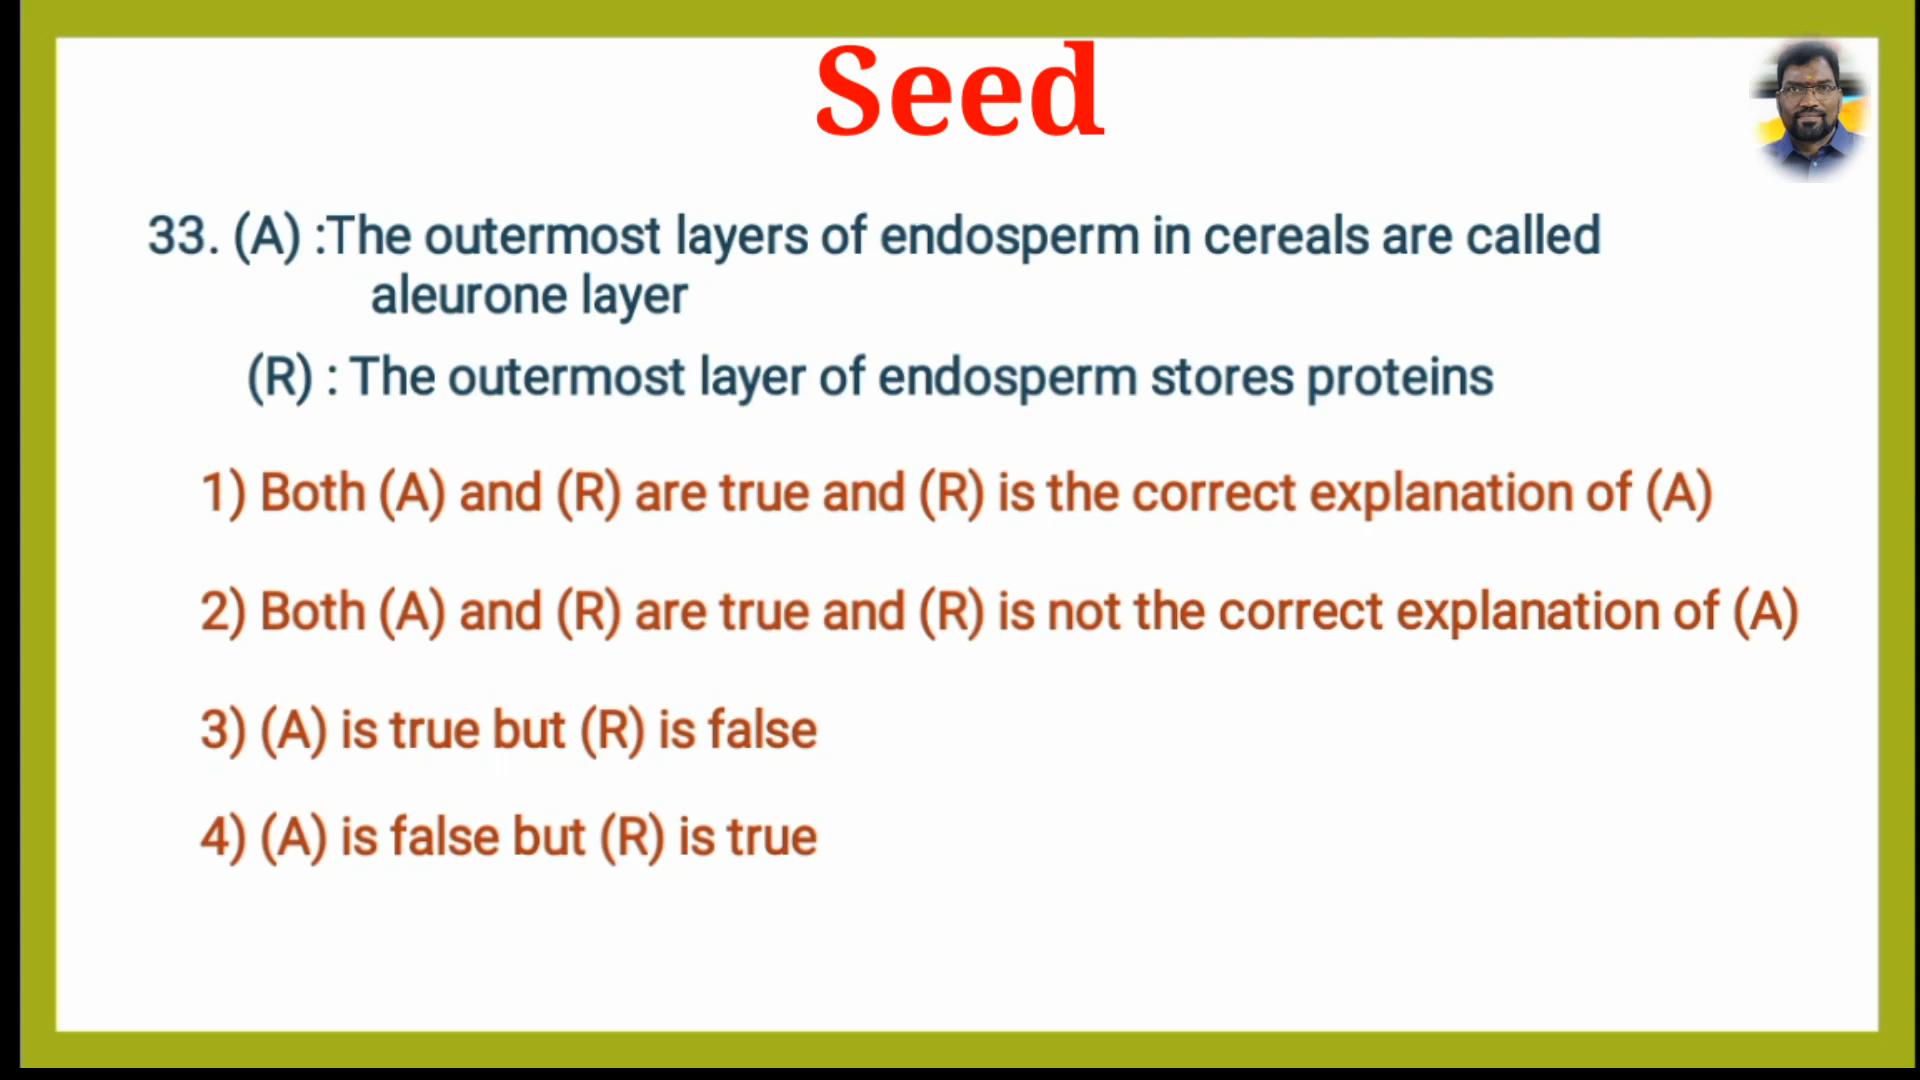 Seed
33. (A) :The outermost layers of endosperm in cereals are called
aleurone layer
(R) : The outermost layer of endosperm stores proteins
1) Both (A) and (R) are true and (R) is the correct explanation of (A)
2) Both (A) and (R) are true and (R) is not the correct explanation of (A)
3) (A) is true but (R) is false
4) (A) is false but (R) is true